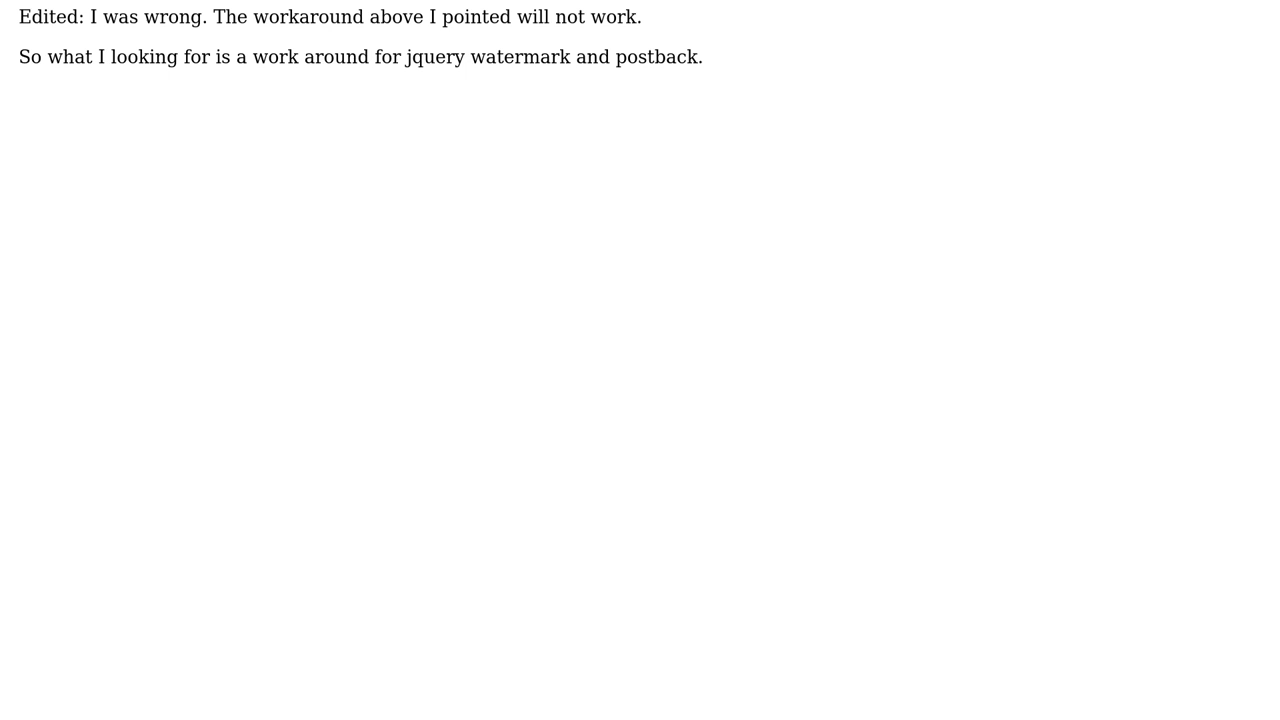 Edited: I was wrong. The workaround above I pointed will not work.
So what I looking for is a work around for jquery watermark and postback.